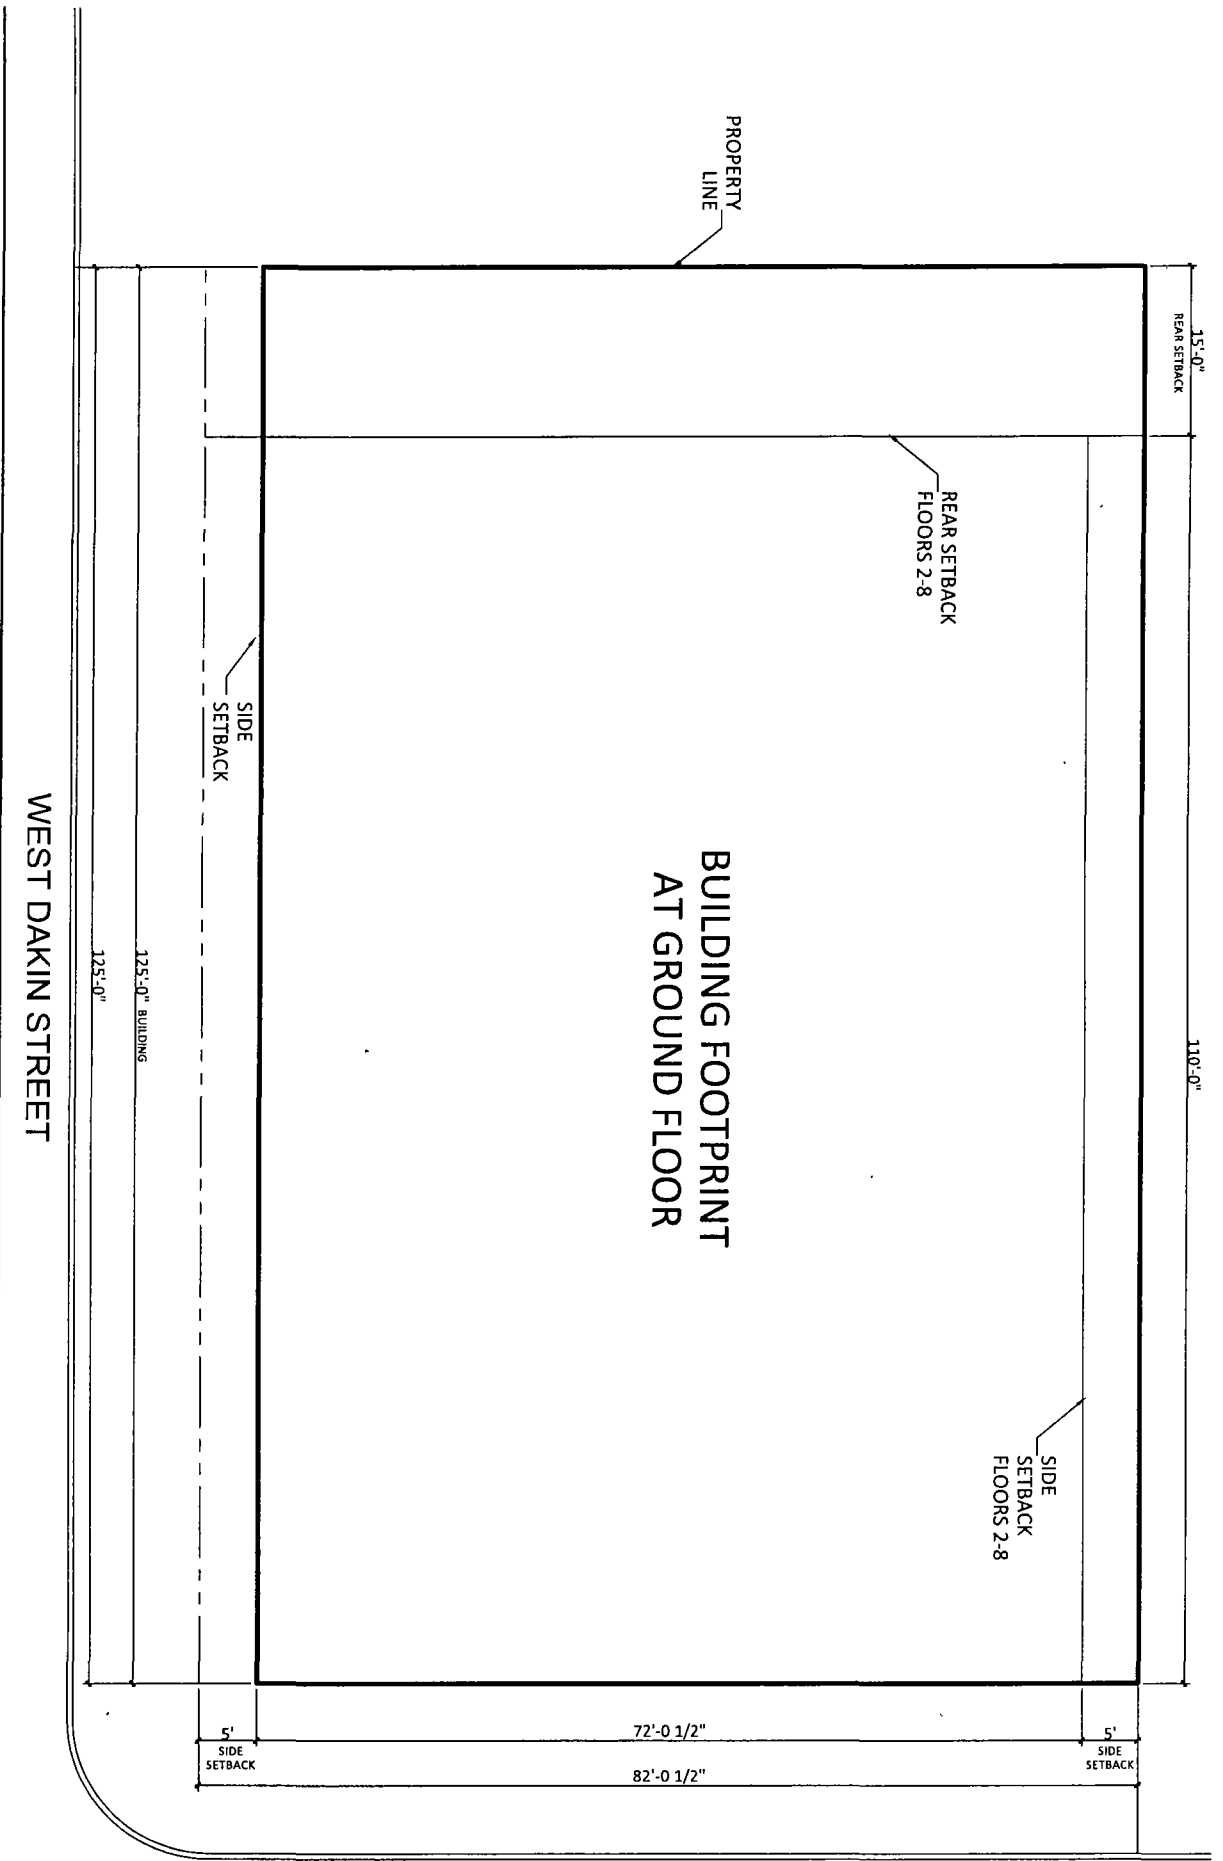 15'-0"
REAR SETBACK
110'-0"
PROPERTY
LINE
REAR SETBACK
FLOORS 2-8
SIDE
SETBACK
FLOORS 2-8
BUILDING FOOTPRINT
AT GROUND FLOOR
SIDE
SETBACK
125'-0" BUILDING
125'-0"
WEST DAKIN STREET
5'
SIDE
SETBACK
72'-0 1/2"
5'
SIDE
SETBACK
82'-0 1/2"